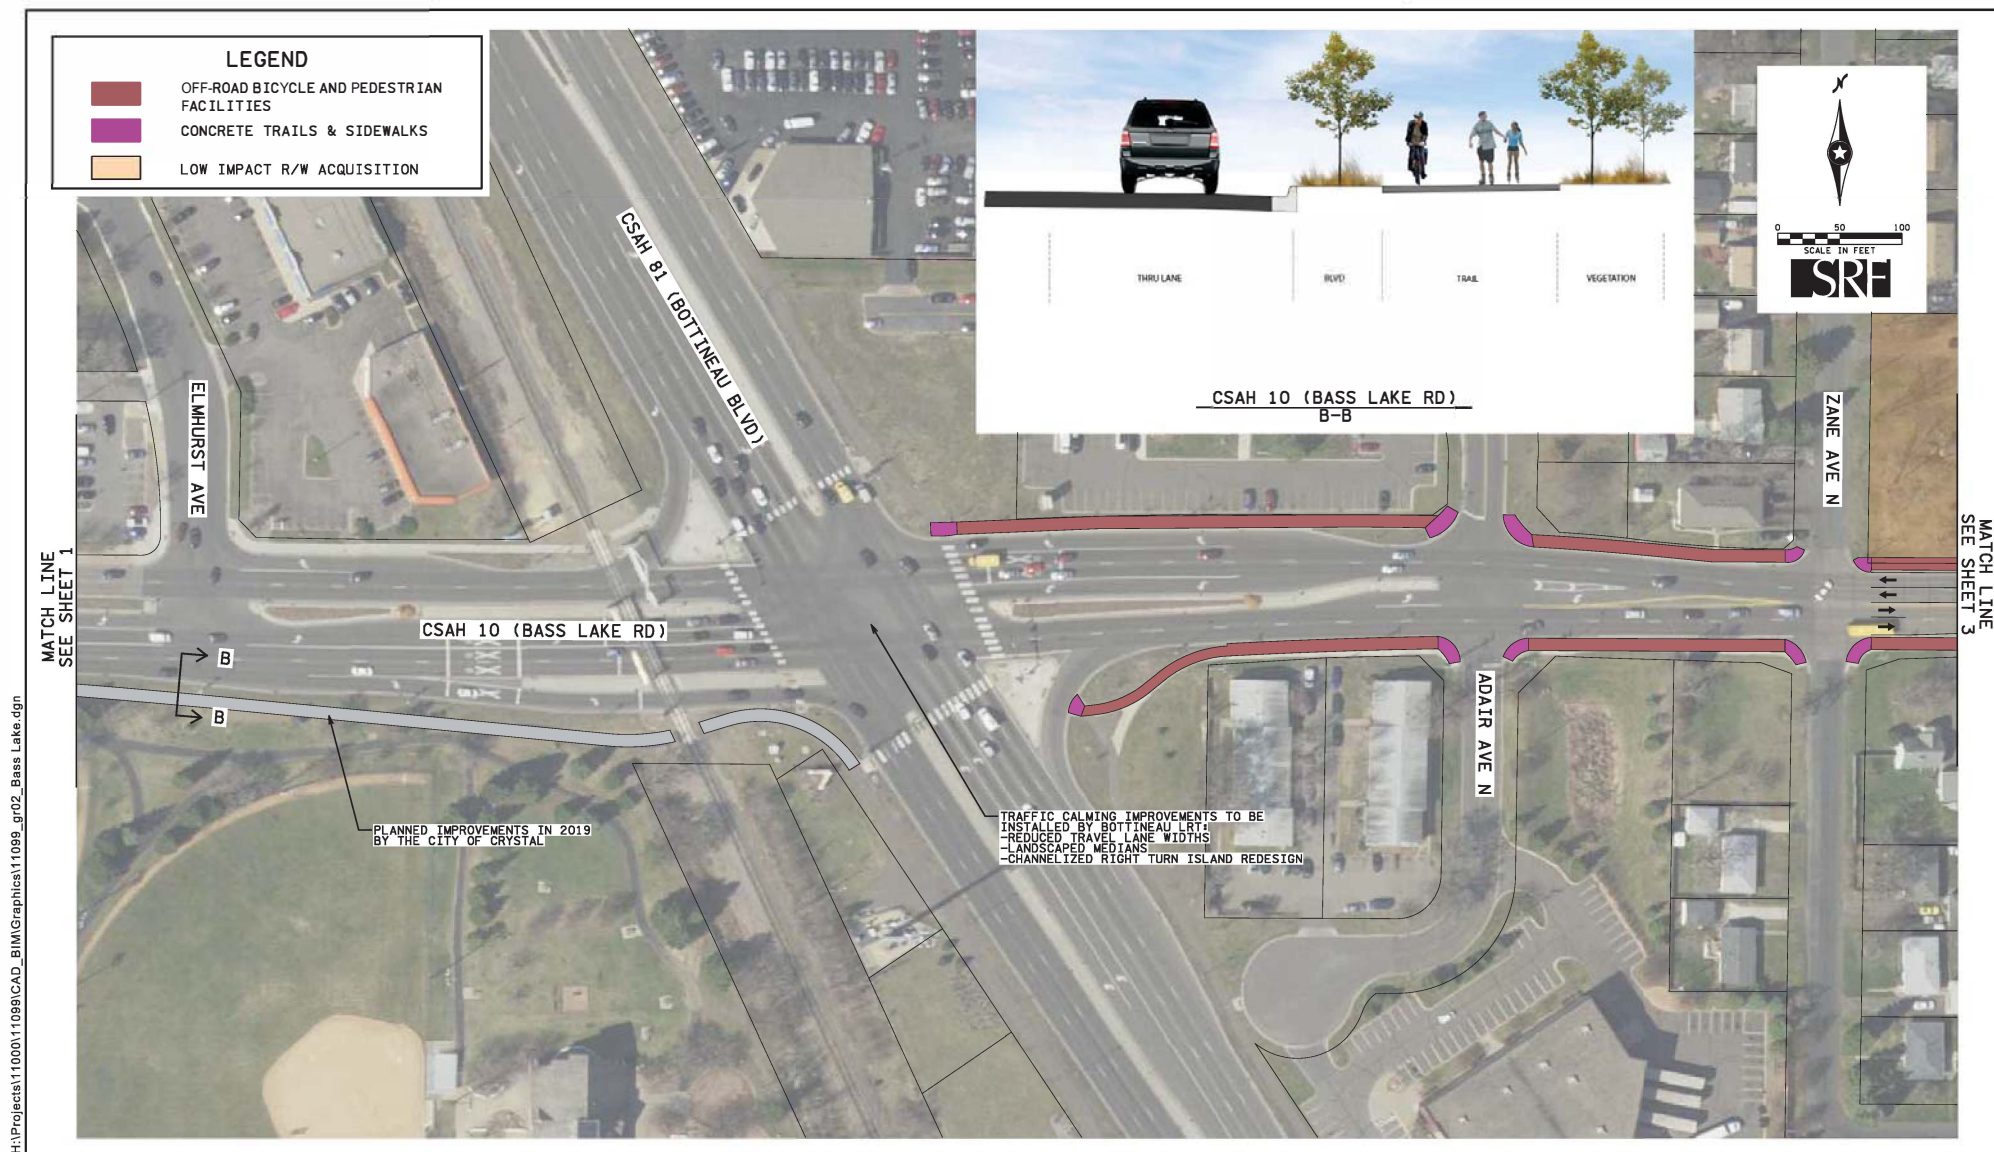 LEGEND
OFF-ROAD BICYCLE AND PEDESTRIAN
FACILITIES
CONCRETE TRAILS & SIDEWALKS
LOW IMPACT R/W ACQUISITION
THRU LANE
BLVD
TRAIL
VEGETATION
CSAH 10 (BASS LAKE RD)
B-B
N
0 50 100
SCALE IN FEET
SRF
CSAH 81 (BOTTINEAU BLVD)
ELMHURST AVE
ZANE AVE N
MATCH LINE
SEE SHEET 1
MATCH LINE
SEE SHEET 3
CSAH 10 (BASS LAKE RD)
B
B
ADAIR AVE N
PLANNED IMPROVEMENTS IN 2019
BY THE CITY OF CRYSTAL
TRAFFIC CALMING IMPROVEMENTS TO BE
INSTALLED BY BOTTINEAU LRT:
-REDUCED TRAVEL LANE WIDTHS
-LANDSCAPED MEDIANS
-CHANNELIZED RIGHT TURN ISLAND REDESIGN
H:\Projects\11000\11099\CAD_BIM\Graphics\11099_gr02_Bass Lake.dgn